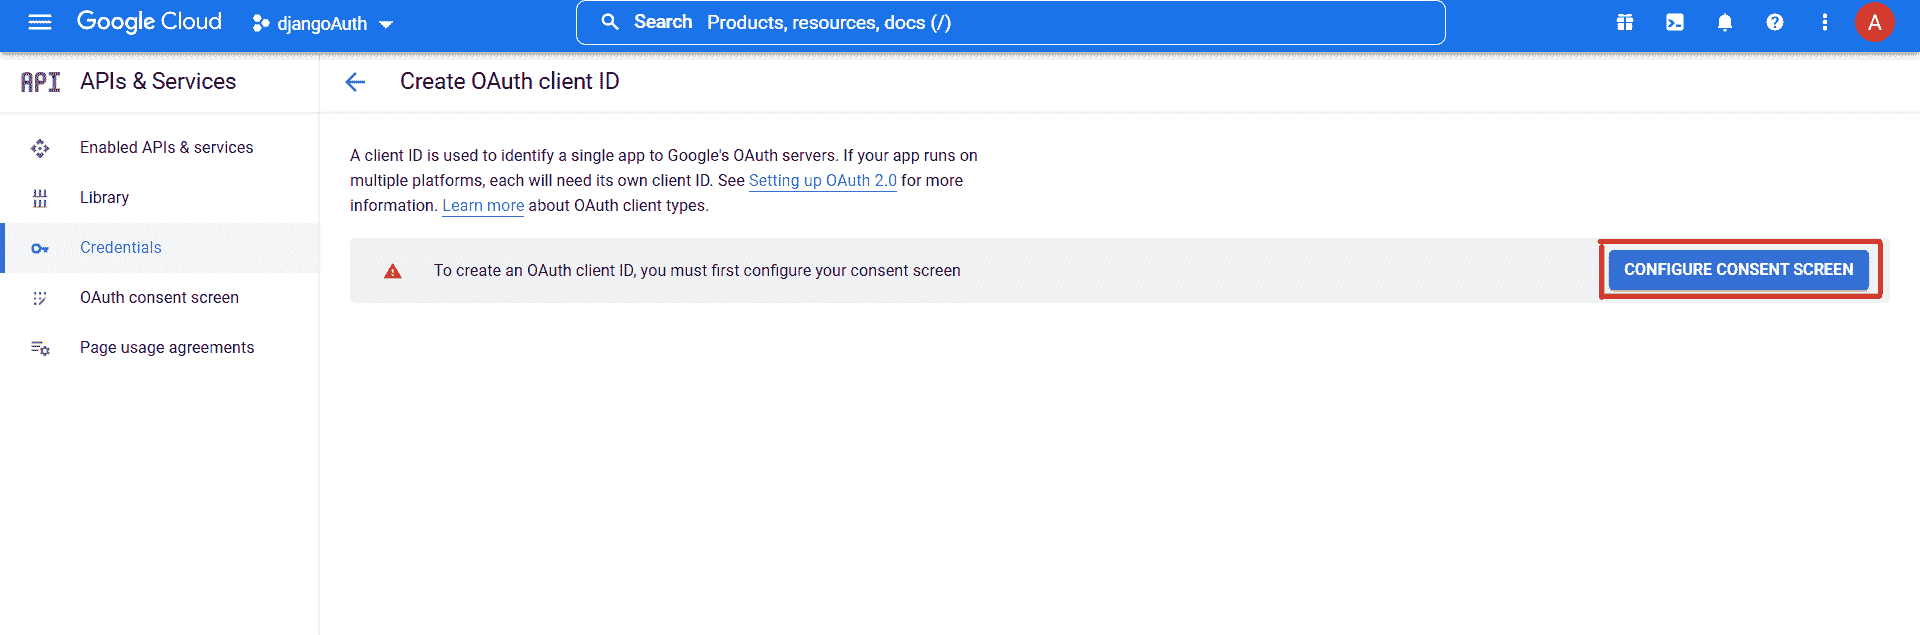 Google Cloud
djangoAuth
Search Products, resources, docs (/)
A
API APIs & Services
Create OAuth client ID
Enabled APIs & services
Library
Credentials
OAuth consent screen
Page usage agreements
A client ID is used to identify a single app to Google's OAuth servers. If your app runs on
multiple platforms, each will need its own client ID. See Setting up OAuth 2.0 for more
information. Learn more about OAuth client types.
To create an OAuth client ID, you must first configure your consent screen
CONFIGURE CONSENT SCREEN